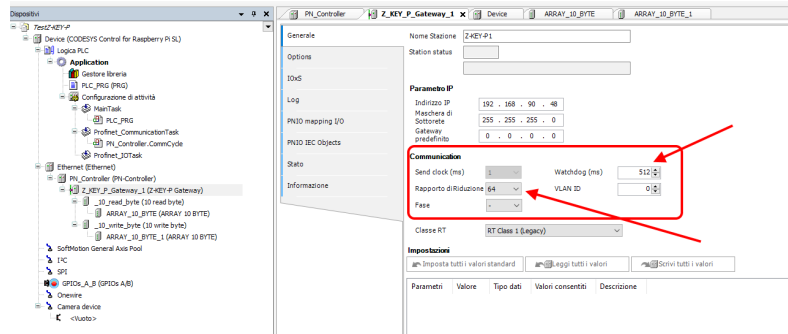 Dispositivi
TestZ-KEY-P
Device (CODESYS Control for Raspberry Pi SL)
Logica PLC
Application
Gestore libreria
PLC_PRG (PRG)
Configurazione di attività
MainTask
PLC_PRG
Profinet_CommunicationTask
PN_Controller.CommCycle
Profinet_IOTask
Ethernet (Ethernet)
PN_Controller (PN-Controller)
Z_KEY_P_Gateway_1 (Z-KEY-P Gateway)
_10_read_byte (10 read byte)
ARRAY_10_BYTE (ARRAY 10 BYTE)
_10_write_byte (10 write byte)
ARRAY_10_BYTE_1 (ARRAY 10 BYTE)
SoftMotion General Axis Pool
I²C
SPI
GPIOs_A_B (GPIOs A/B)
Onewire
Camera device
<Vuoto>
PN_Controller Z_KEY_P_Gateway_1 Device ARRAY_10_BYTE ARRAY_10_BYTE_1
Generale
Options
IOxS
Log
PNIO mapping I/O
PNIO IEC Objects
Stato
Informazione
Nome Stazione Z-KEY-P1
Station status
Parametro IP
Indirizzo IP 192 . 168 . 90 . 48
Maschera di
Sottorete 255 . 255 . 255 . 0
Gateway
predefinito 0 . 0 . 0 . 0
Communication
Send clock (ms) 1 Watchdog (ms) 512
Rapporto di Riduzione 64 VLAN ID 0
Fase -
Classe RT RT Class 1 (Legacy)
Impostazioni
Imposta tutti i valori standard Leggi tutti i valori Scrivi tutti i valori
Parametri Valore Tipo dati Valori consentiti Descrizione